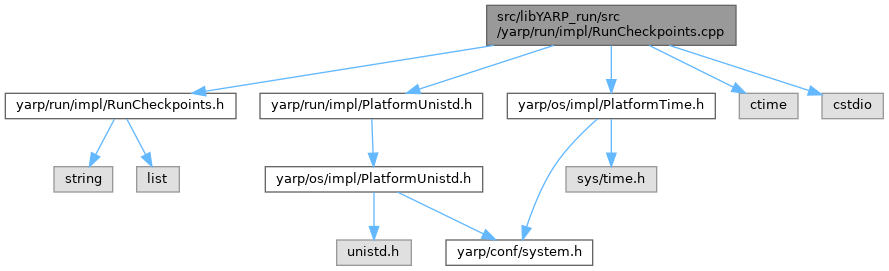 src/libYARP_run/src
/yarp/run/impl/RunCheckpoints.cpp
yarp/run/impl/RunCheckpoints.h
yarp/run/impl/PlatformUnistd.h
yarp/os/impl/PlatformTime.h
ctime
cstdio
string
list
yarp/os/impl/PlatformUnistd.h
sys/time.h
unistd.h
yarp/conf/system.h